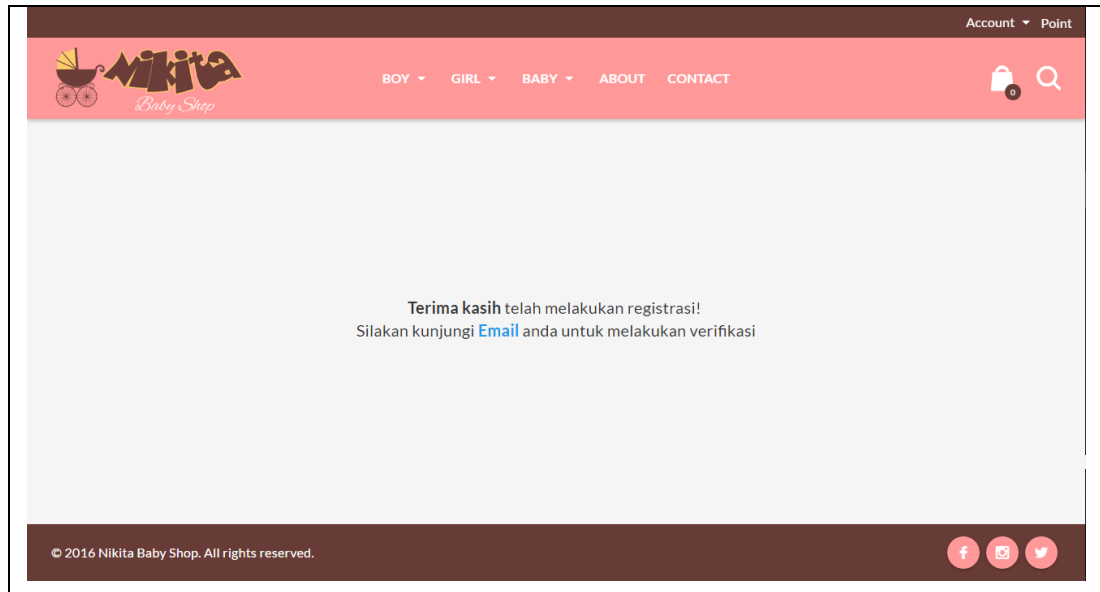 Account Point
Nikita
Baby Shop
BOY GIRL BABY ABOUT CONTACT
0
Terima kasih telah melakukan registrasi!
Silakan kunjungi Email anda untuk melakukan verifikasi
© 2016 Nikita Baby Shop. All rights reserved.